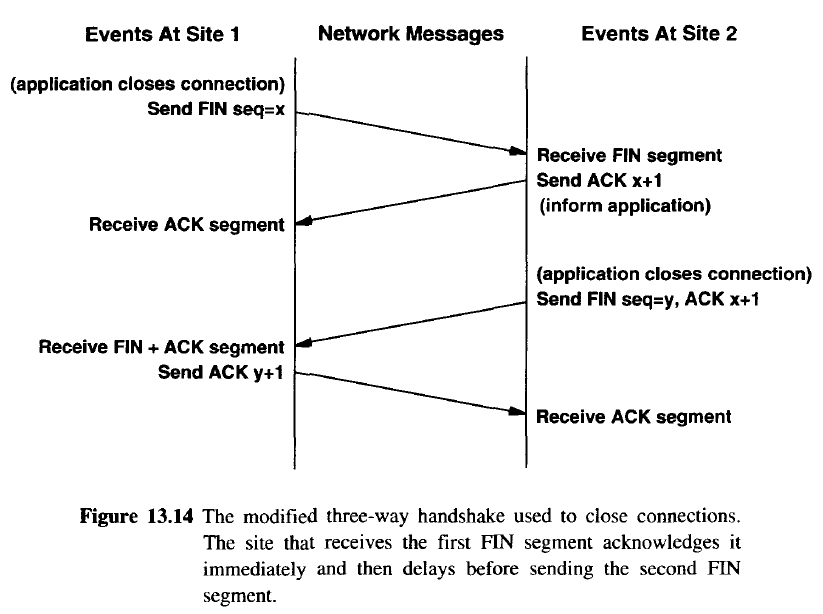 Events At Site 1 Network Messages Events At Site 2
(application closes connection)
Send FIN seq=x
Receive FIN segment
Send ACK x+1
(inform application)
Receive ACK segment
(application closes connection)
Send FIN seq=y, ACK x+1
Receive FIN + ACK segment
Send ACK y+1
Receive ACK segment
Figure 13.14 The modified three-way handshake used to close connections.
The site that receives the first FIN segment acknowledges it
immediately and then delays before sending the second FIN
segment.